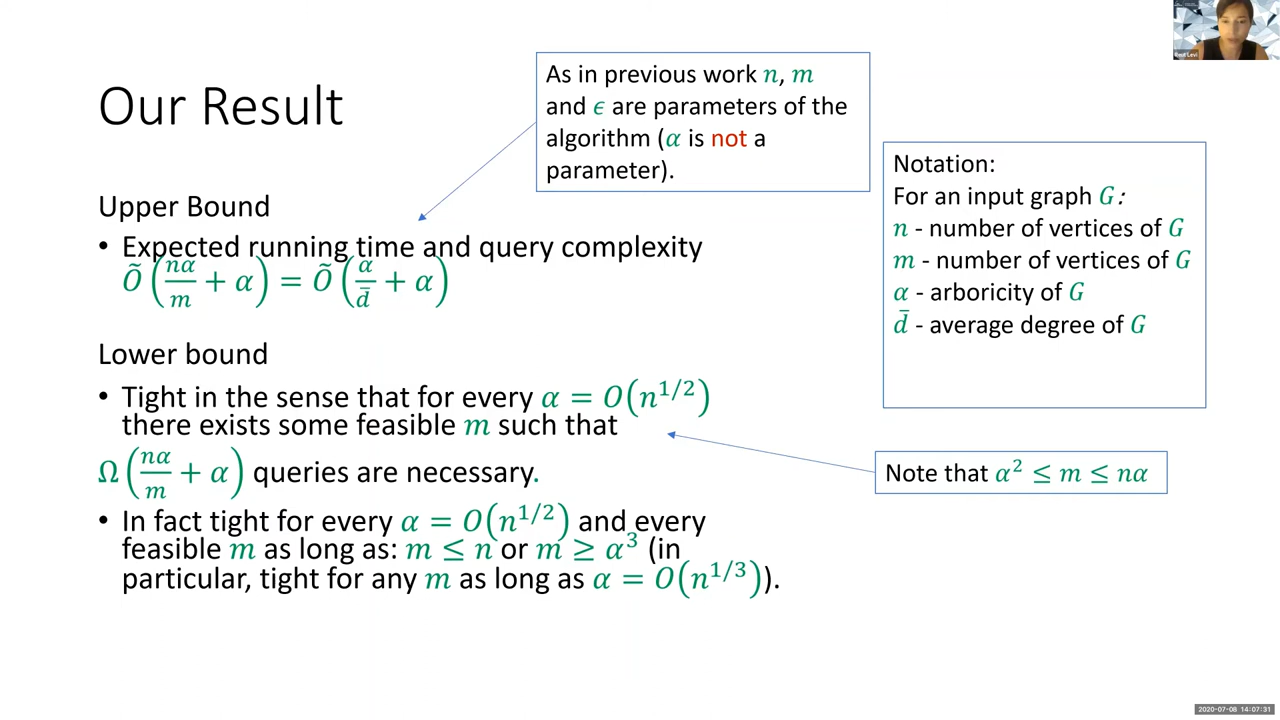 Our Result
As in previous work n, m
and ϵ are parameters of the
algorithm (α is not a
parameter).
Notation:
For an input graph G:
n - number of vertices of G
m - number of vertices of G
α - arboricity of G
d̄ - average degree of G
Upper Bound
• Expected running time and query complexity
Õ(nα/m + α) = Õ(α/d̄ + α)
Lower bound
• Tight in the sense that for every α = O(n^{1/2})
there exists some feasible m such that
Ω(nα/m + α) queries are necessary.
Note that α² ≤ m ≤ nα
• In fact tight for every α = O(n^{1/2}) and every
feasible m as long as: m ≤ n or m ≥ α³ (in
particular, tight for any m as long as α = O(n^{1/3})).
Reut Levi
2020-07-08 14:07:31